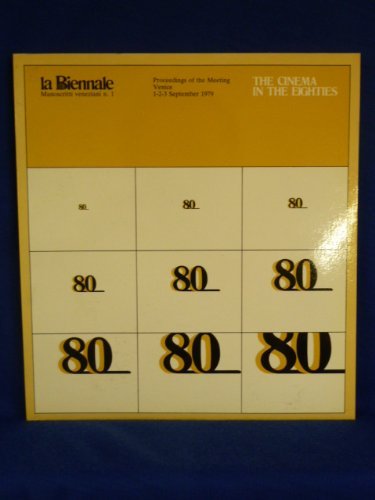 la Biennale
Manoscritti veneziani n. 1
Proceedings of the Meeting
Venice
1-2-3 September 1979
THE CINEMA
IN THE EIGHTIES
80
80
80
80
80
80
80
80
80